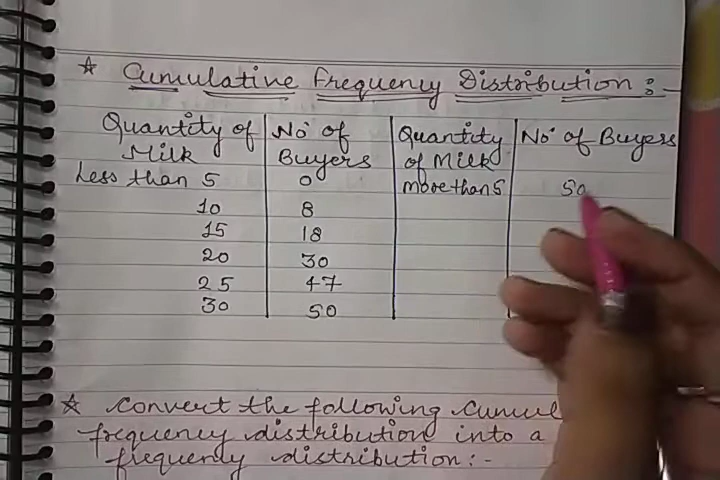 ☆ Cumulative Frequency Distribution :-
Quantity of Milk | No of Buyers | Quantity of Milk | No of Buyers
Less than 5 | 0 | more than 5 | 50
10 | 8
15 | 18
20 | 30
25 | 47
30 | 50
☆ Convert the following cumul
frequency distribution into a
frequenly distribution :-